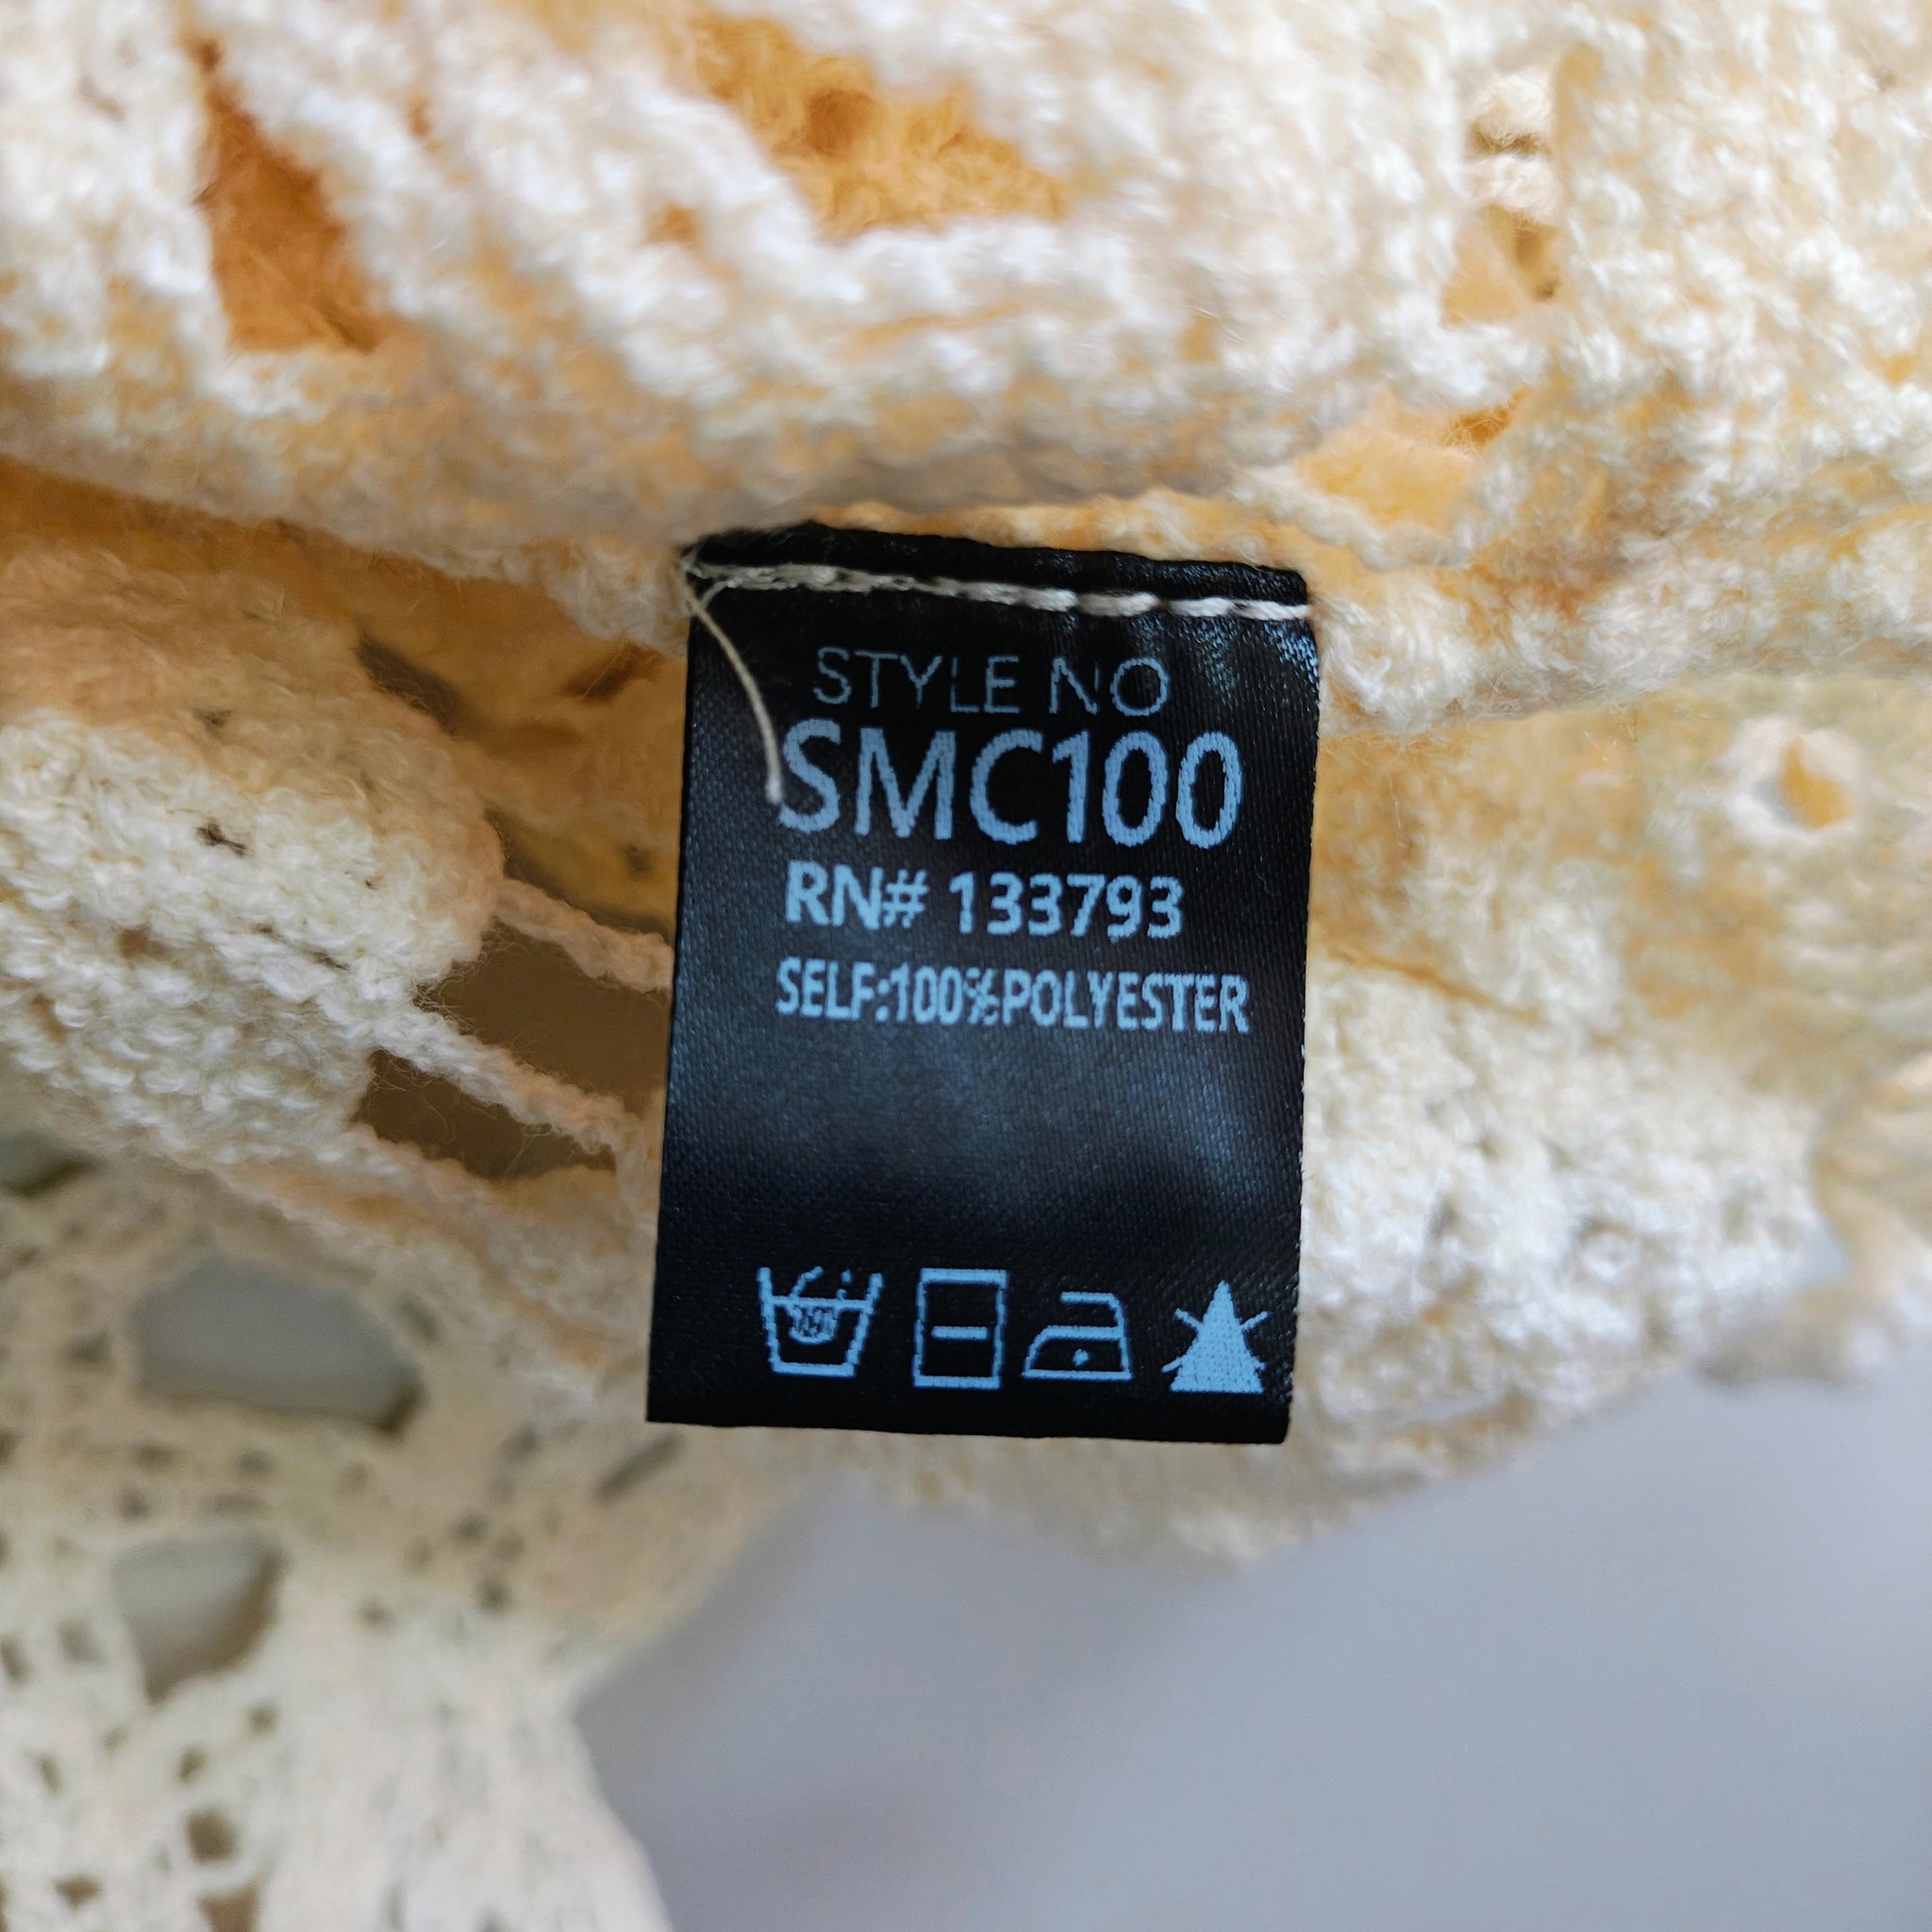 STYLE NO
SMC100
RN# 133793
SELF:100%POLYESTER